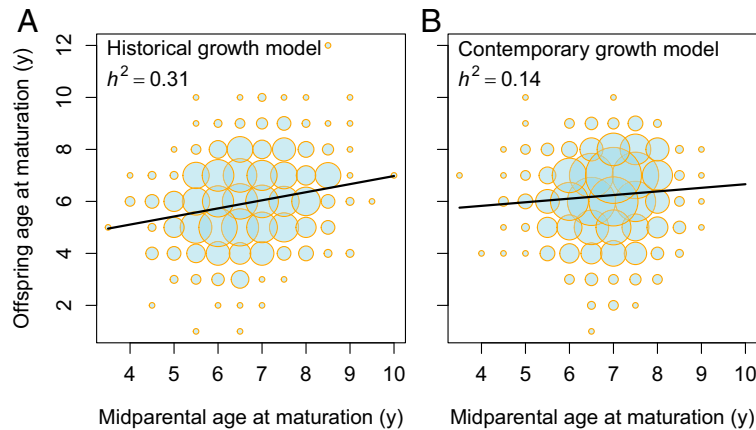 A
B
Historical growth model
h² = 0.31
Contemporary growth model
h² = 0.14
Offspring age at maturation (y)
12
10
8
6
4
2
4 5 6 7 8 9 10
4 5 6 7 8 9 10
Midparental age at maturation (y)
Midparental age at maturation (y)